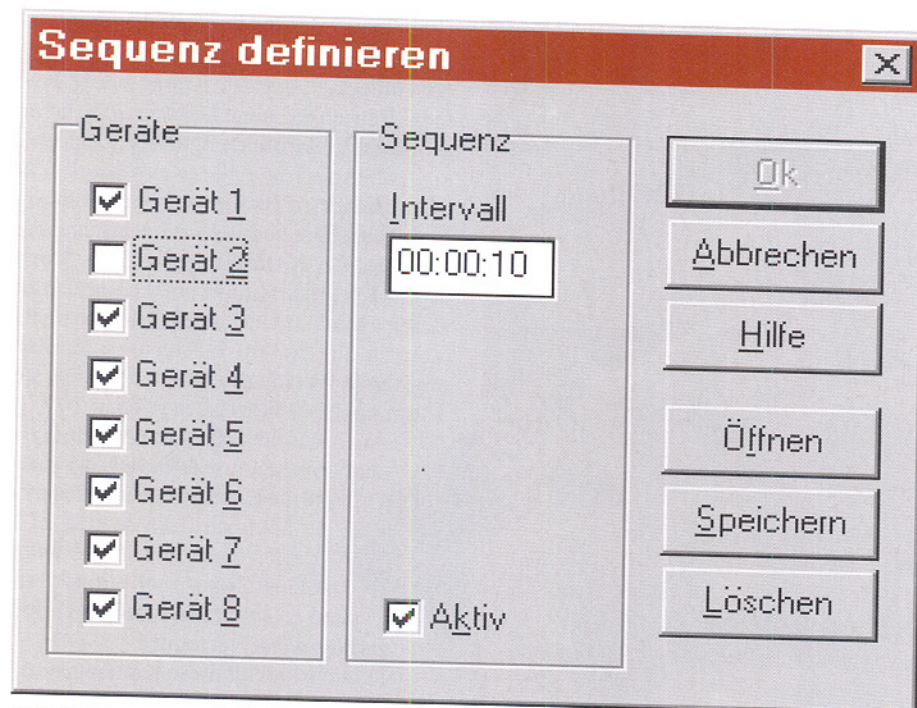 Sequenz definieren
Geräte
Gerät 1
Gerät 2
Gerät 3
Gerät 4
Gerät 5
Gerät 6
Gerät 7
Gerät 8
Sequenz
Intervall
00:00:10
Aktiv
Ok
Abbrechen
Hilfe
Öffnen
Speichern
Löschen